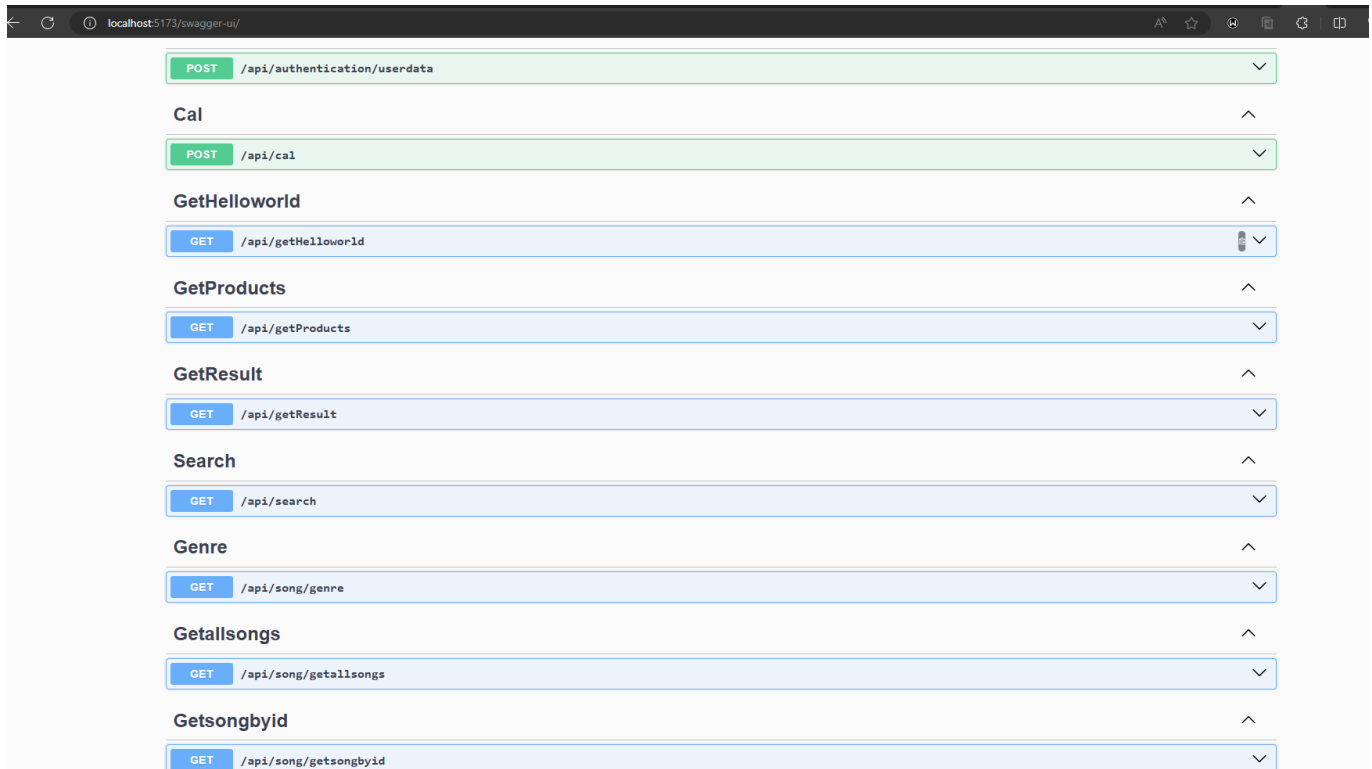 localhost:5173/swagger-ui/
POST /api/authentication/userdata
Cal
POST /api/cal
GetHelloworld
GET /api/getHelloworld
GetProducts
GET /api/getProducts
GetResult
GET /api/getResult
Search
GET /api/search
Genre
GET /api/song/genre
Getallsongs
GET /api/song/getallsongs
Getsongbyid
GET /api/song/getsongbyid